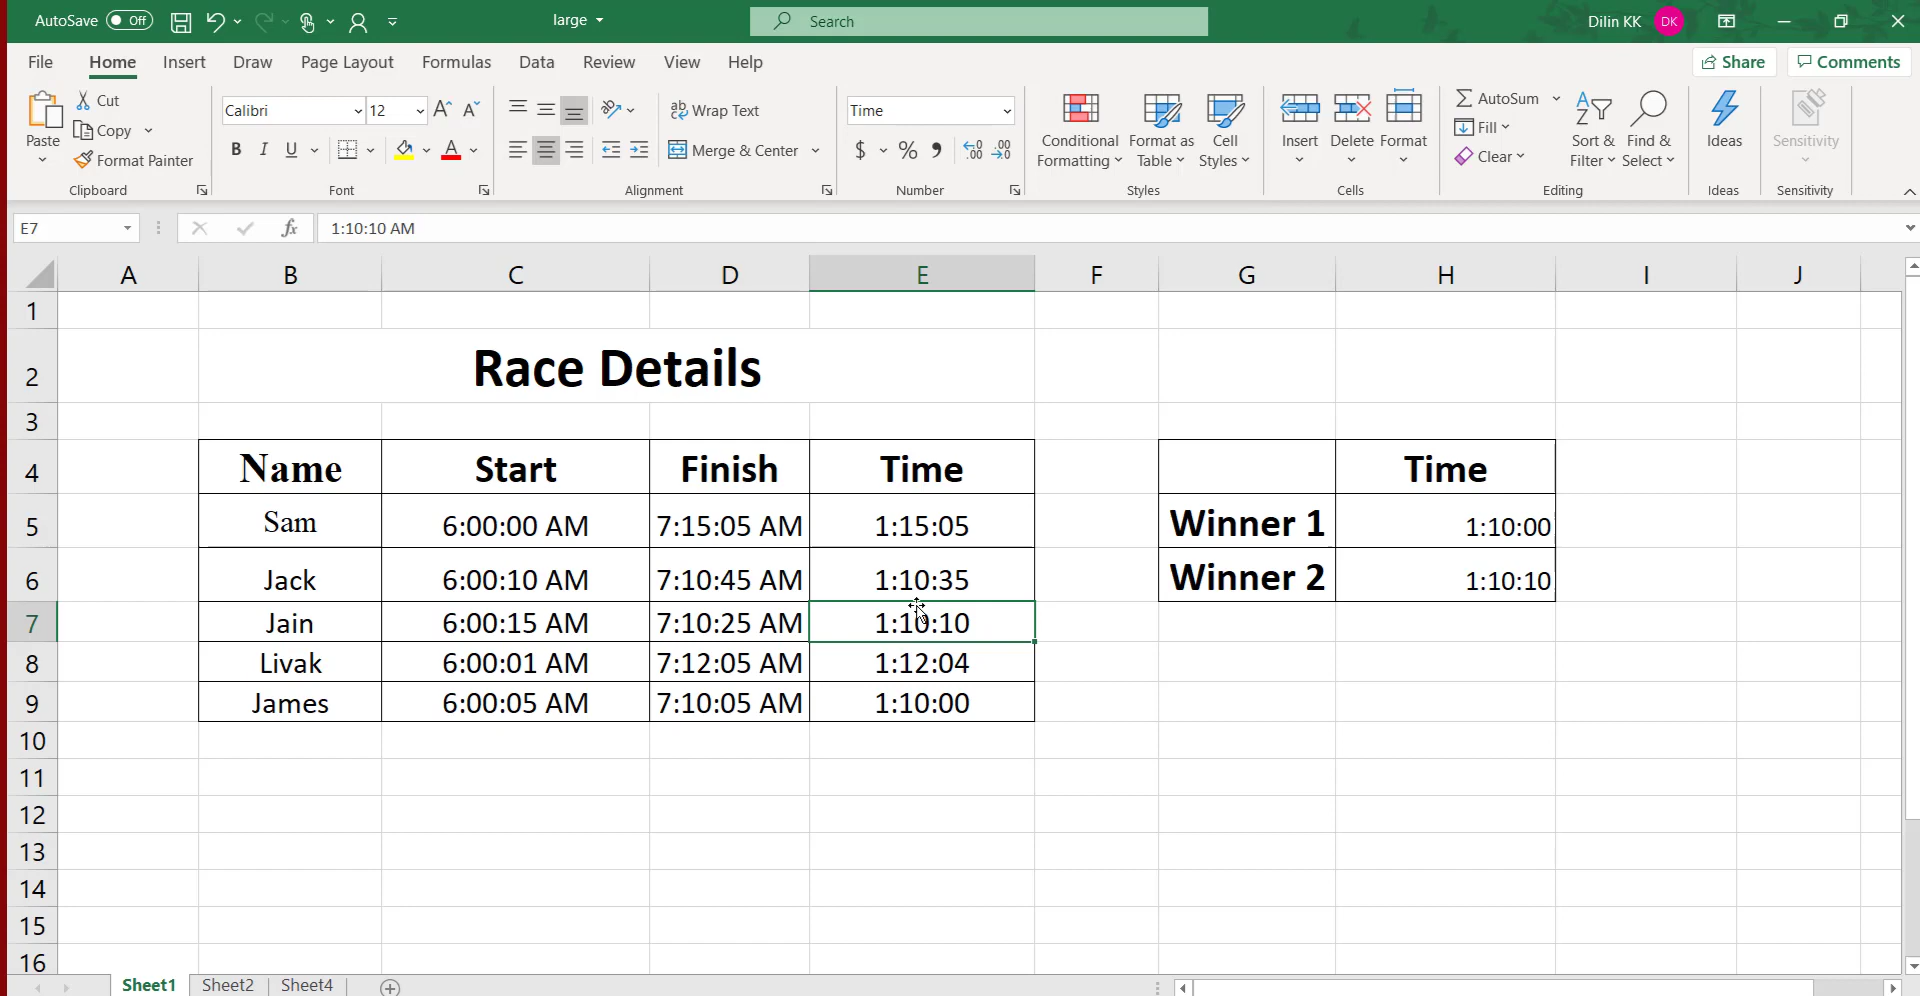 AutoSave Off large Search Dilin KK DK
File Home Insert Draw Page Layout Formulas Data Review View Help Share Comments
Paste Cut Copy Format Painter Clipboard
Calibri 12 A A B I U A Font
ab Wrap Text Merge & Center Alignment
Time $ % , .00 .00 Number
Conditional Formatting Format as Table Cell Styles Styles
Insert Delete Format Cells
AutoSum Fill Clear Sort & Filter Find & Select Editing
Ideas Ideas
Sensitivity Sensitivity
E7 fx 1:10:10 AM
A B C D E F G H I J
1
2 Race Details
3
4 Name Start Finish Time Time
5 Sam 6:00:00 AM 7:15:05 AM 1:15:05 Winner 1 1:10:00
6 Jack 6:00:10 AM 7:10:45 AM 1:10:35 Winner 2 1:10:10
7 Jain 6:00:15 AM 7:10:25 AM 1:10:10
8 Livak 6:00:01 AM 7:12:05 AM 1:12:04
9 James 6:00:05 AM 7:10:05 AM 1:10:00
10
11
12
13
14
15
16
Sheet1 Sheet2 Sheet4